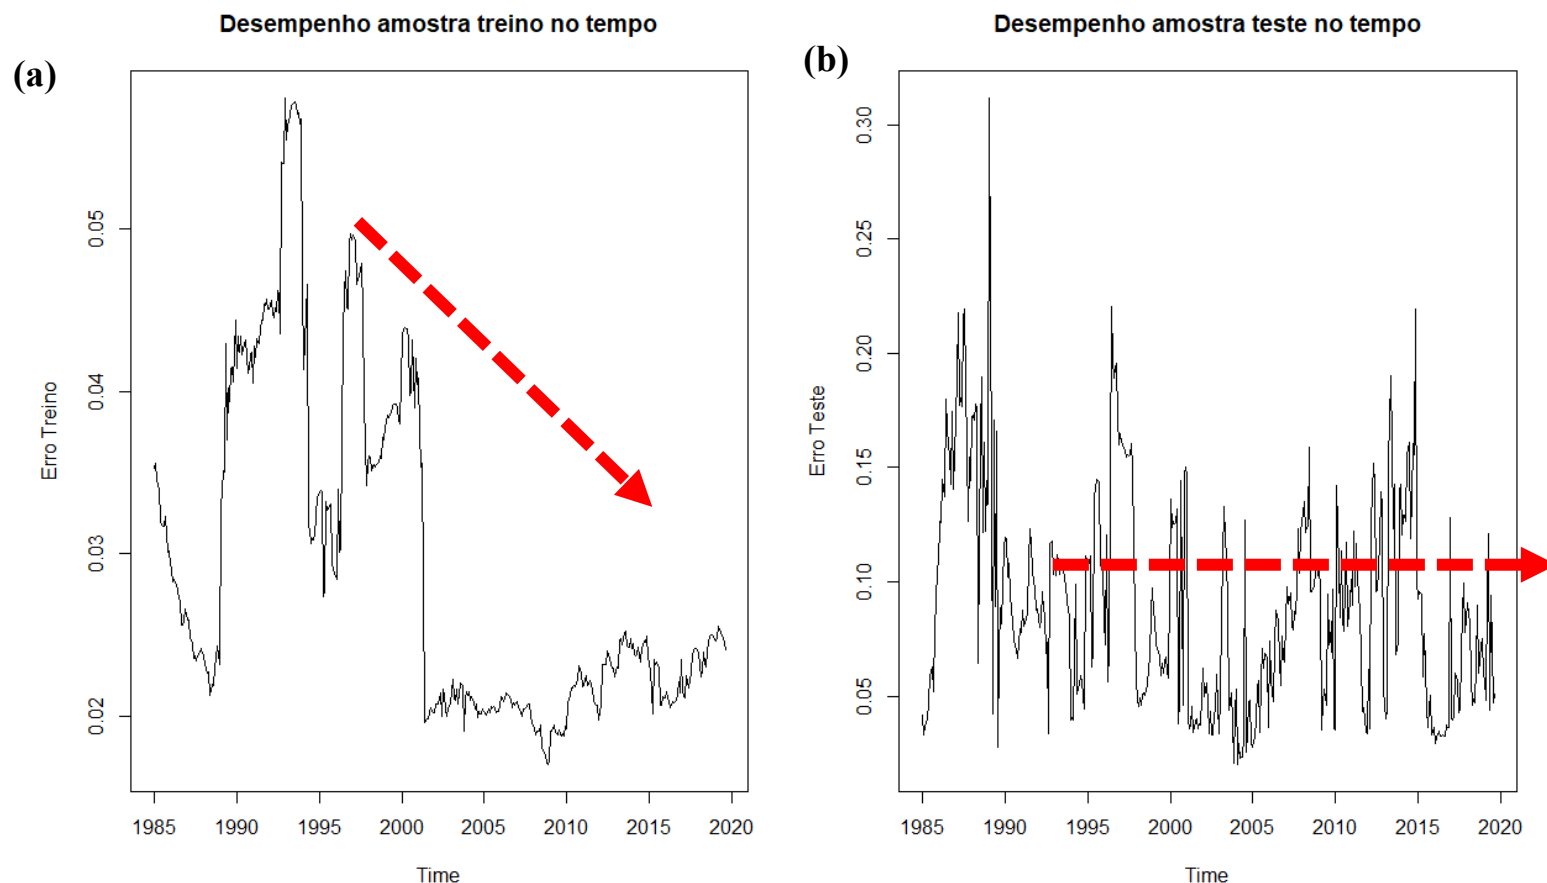 Desempenho amostra treino no tempo
(a)
0.05
0.04
0.03
0.02
Erro Treino
1985 1990 1995 2000 2005 2010 2015 2020
Time
Desempenho amostra teste no tempo
(b)
0.30
0.25
0.20
0.15
0.10
0.05
Erro Teste
1985 1990 1995 2000 2005 2010 2015 2020
Time